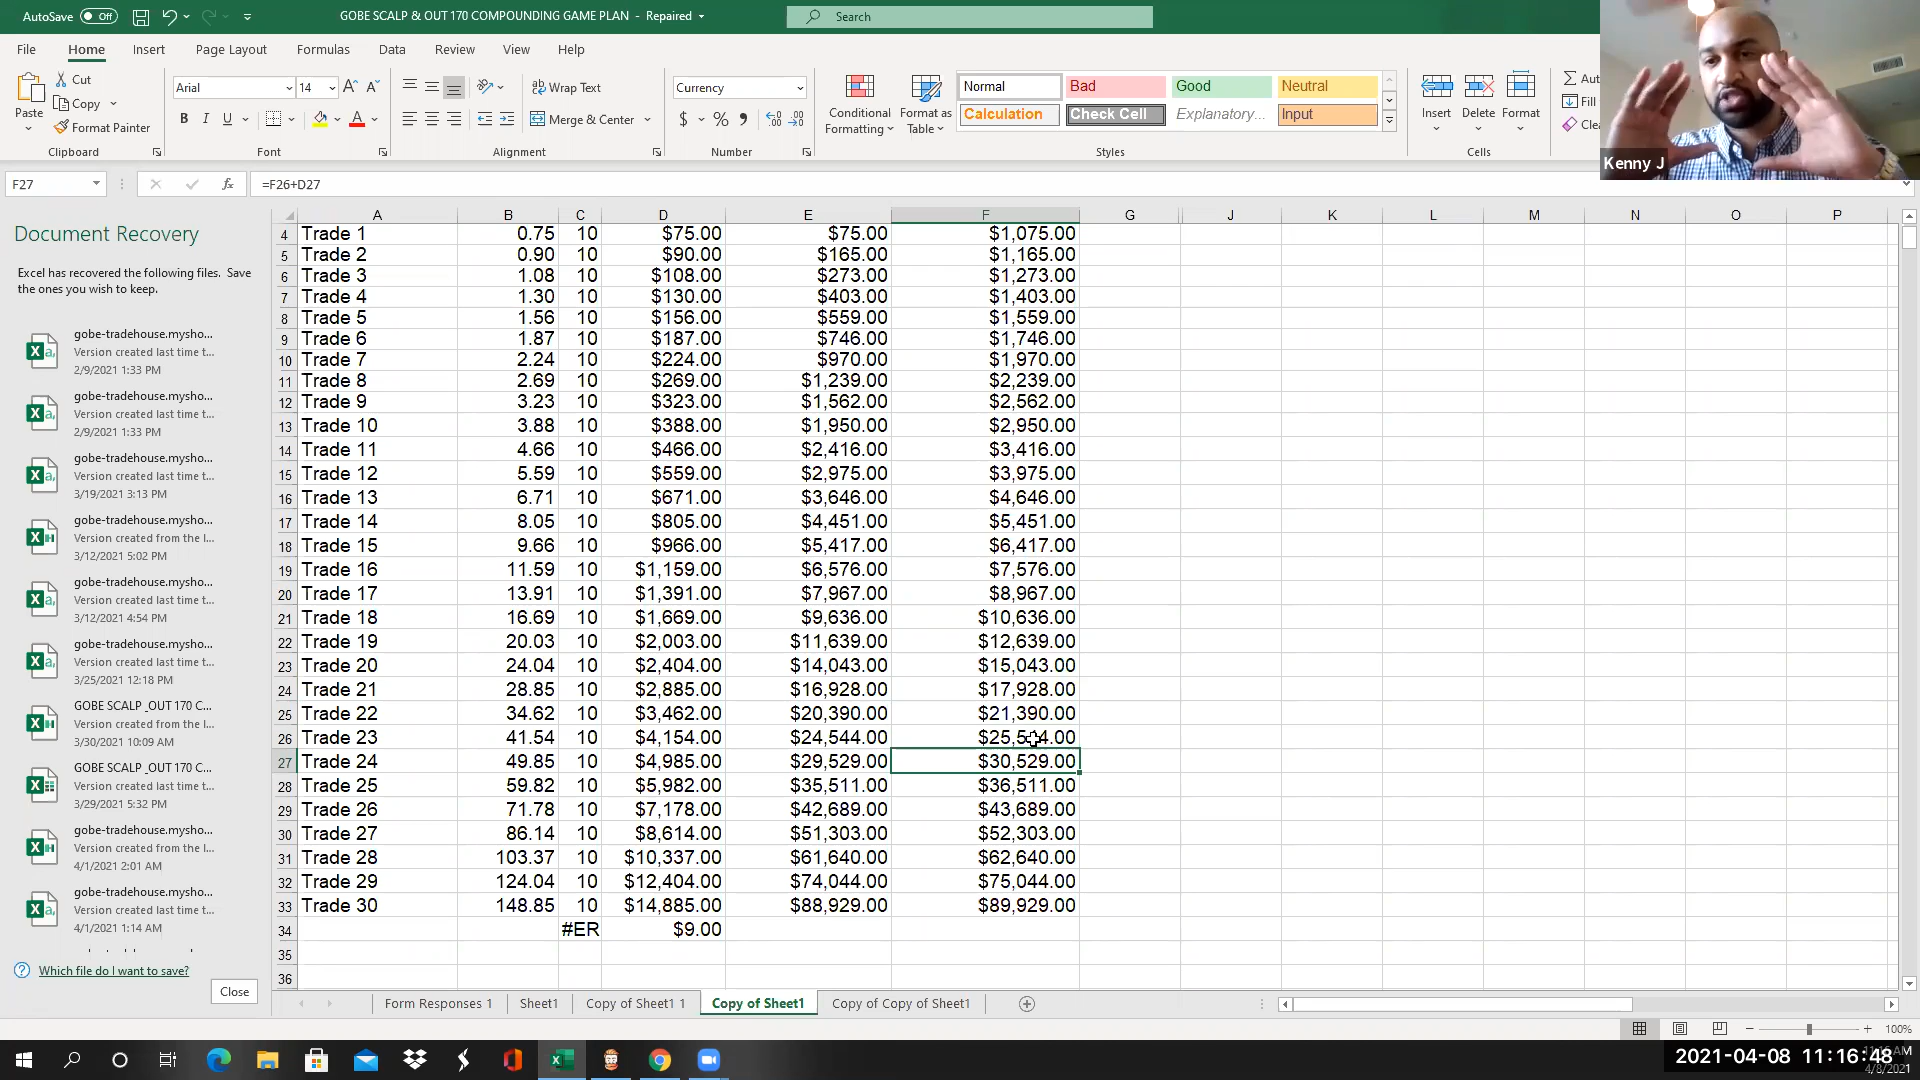 AutoSave Off GOBE SCALP & OUT 170 COMPOUNDING GAME PLAN - Repaired Search
File Home Insert Page Layout Formulas Data Review View Help
Paste
Cut
Copy
Format Painter
Clipboard
Arial 14
B I U
Font
Wrap Text
Merge & Center
Alignment
Currency
$ % 9
Number
Conditional Formatting
Format as Table
Normal Bad Good Neutral
Calculation Check Cell Explanatory... Input
Styles
Insert Delete Format
Cells
Aut
Fill
Clea
Kenny J
F27 fx =F26+D27
Document Recovery
Excel has recovered the following files. Save
the ones you wish to keep.
gobe-tradehouse.mysho...
Version created last time t...
2/9/2021 1:33 PM
gobe-tradehouse.mysho...
Version created last time t...
2/9/2021 1:33 PM
gobe-tradehouse.mysho...
Version created last time t...
3/19/2021 3:13 PM
gobe-tradehouse.mysho...
Version created from the l...
3/12/2021 5:02 PM
gobe-tradehouse.mysho...
Version created last time t...
3/12/2021 4:54 PM
gobe-tradehouse.mysho...
Version created last time t...
3/25/2021 12:18 PM
GOBE SCALP _OUT 170 C...
Version created from the l...
3/30/2021 10:09 AM
GOBE SCALP _OUT 170 C...
Version created last time t...
3/29/2021 5:32 PM
gobe-tradehouse.mysho...
Version created from the l...
4/1/2021 2:01 AM
gobe-tradehouse.mysho...
Version created last time t...
4/1/2021 1:14 AM
Which file do I want to save?
Close
A B C D E F G J K L M N O P
4 Trade 1 0.75 10 $75.00 $75.00 $1,075.00
5 Trade 2 0.90 10 $90.00 $165.00 $1,165.00
6 Trade 3 1.08 10 $108.00 $273.00 $1,273.00
7 Trade 4 1.30 10 $130.00 $403.00 $1,403.00
8 Trade 5 1.56 10 $156.00 $559.00 $1,559.00
9 Trade 6 1.87 10 $187.00 $746.00 $1,746.00
10 Trade 7 2.24 10 $224.00 $970.00 $1,970.00
11 Trade 8 2.69 10 $269.00 $1,239.00 $2,239.00
12 Trade 9 3.23 10 $323.00 $1,562.00 $2,562.00
13 Trade 10 3.88 10 $388.00 $1,950.00 $2,950.00
14 Trade 11 4.66 10 $466.00 $2,416.00 $3,416.00
15 Trade 12 5.59 10 $559.00 $2,975.00 $3,975.00
16 Trade 13 6.71 10 $671.00 $3,646.00 $4,646.00
17 Trade 14 8.05 10 $805.00 $4,451.00 $5,451.00
18 Trade 15 9.66 10 $966.00 $5,417.00 $6,417.00
19 Trade 16 11.59 10 $1,159.00 $6,576.00 $7,576.00
20 Trade 17 13.91 10 $1,391.00 $7,967.00 $8,967.00
21 Trade 18 16.69 10 $1,669.00 $9,636.00 $10,636.00
22 Trade 19 20.03 10 $2,003.00 $11,639.00 $12,639.00
23 Trade 20 24.04 10 $2,404.00 $14,043.00 $15,043.00
24 Trade 21 28.85 10 $2,885.00 $16,928.00 $17,928.00
25 Trade 22 34.62 10 $3,462.00 $20,390.00 $21,390.00
26 Trade 23 41.54 10 $4,154.00 $24,544.00
27 Trade 24 49.85 10 $4,985.00 $29,529.00 $30,529.00
28 Trade 25 59.82 10 $5,982.00 $35,511.00 $36,511.00
29 Trade 26 71.78 10 $7,178.00 $42,689.00 $43,689.00
30 Trade 27 86.14 10 $8,614.00 $51,303.00 $52,303.00
31 Trade 28 103.37 10 $10,337.00 $61,640.00 $62,640.00
32 Trade 29 124.04 10 $12,404.00 $74,044.00 $75,044.00
33 Trade 30 148.85 10 $14,885.00 $88,929.00 $89,929.00
34 #ER $9.00
35
36
Form Responses 1 Sheet1 Copy of Sheet1 1 Copy of Sheet1 Copy of Copy of Sheet1
100%
2021-04-08 11:16:48
4/8/2021